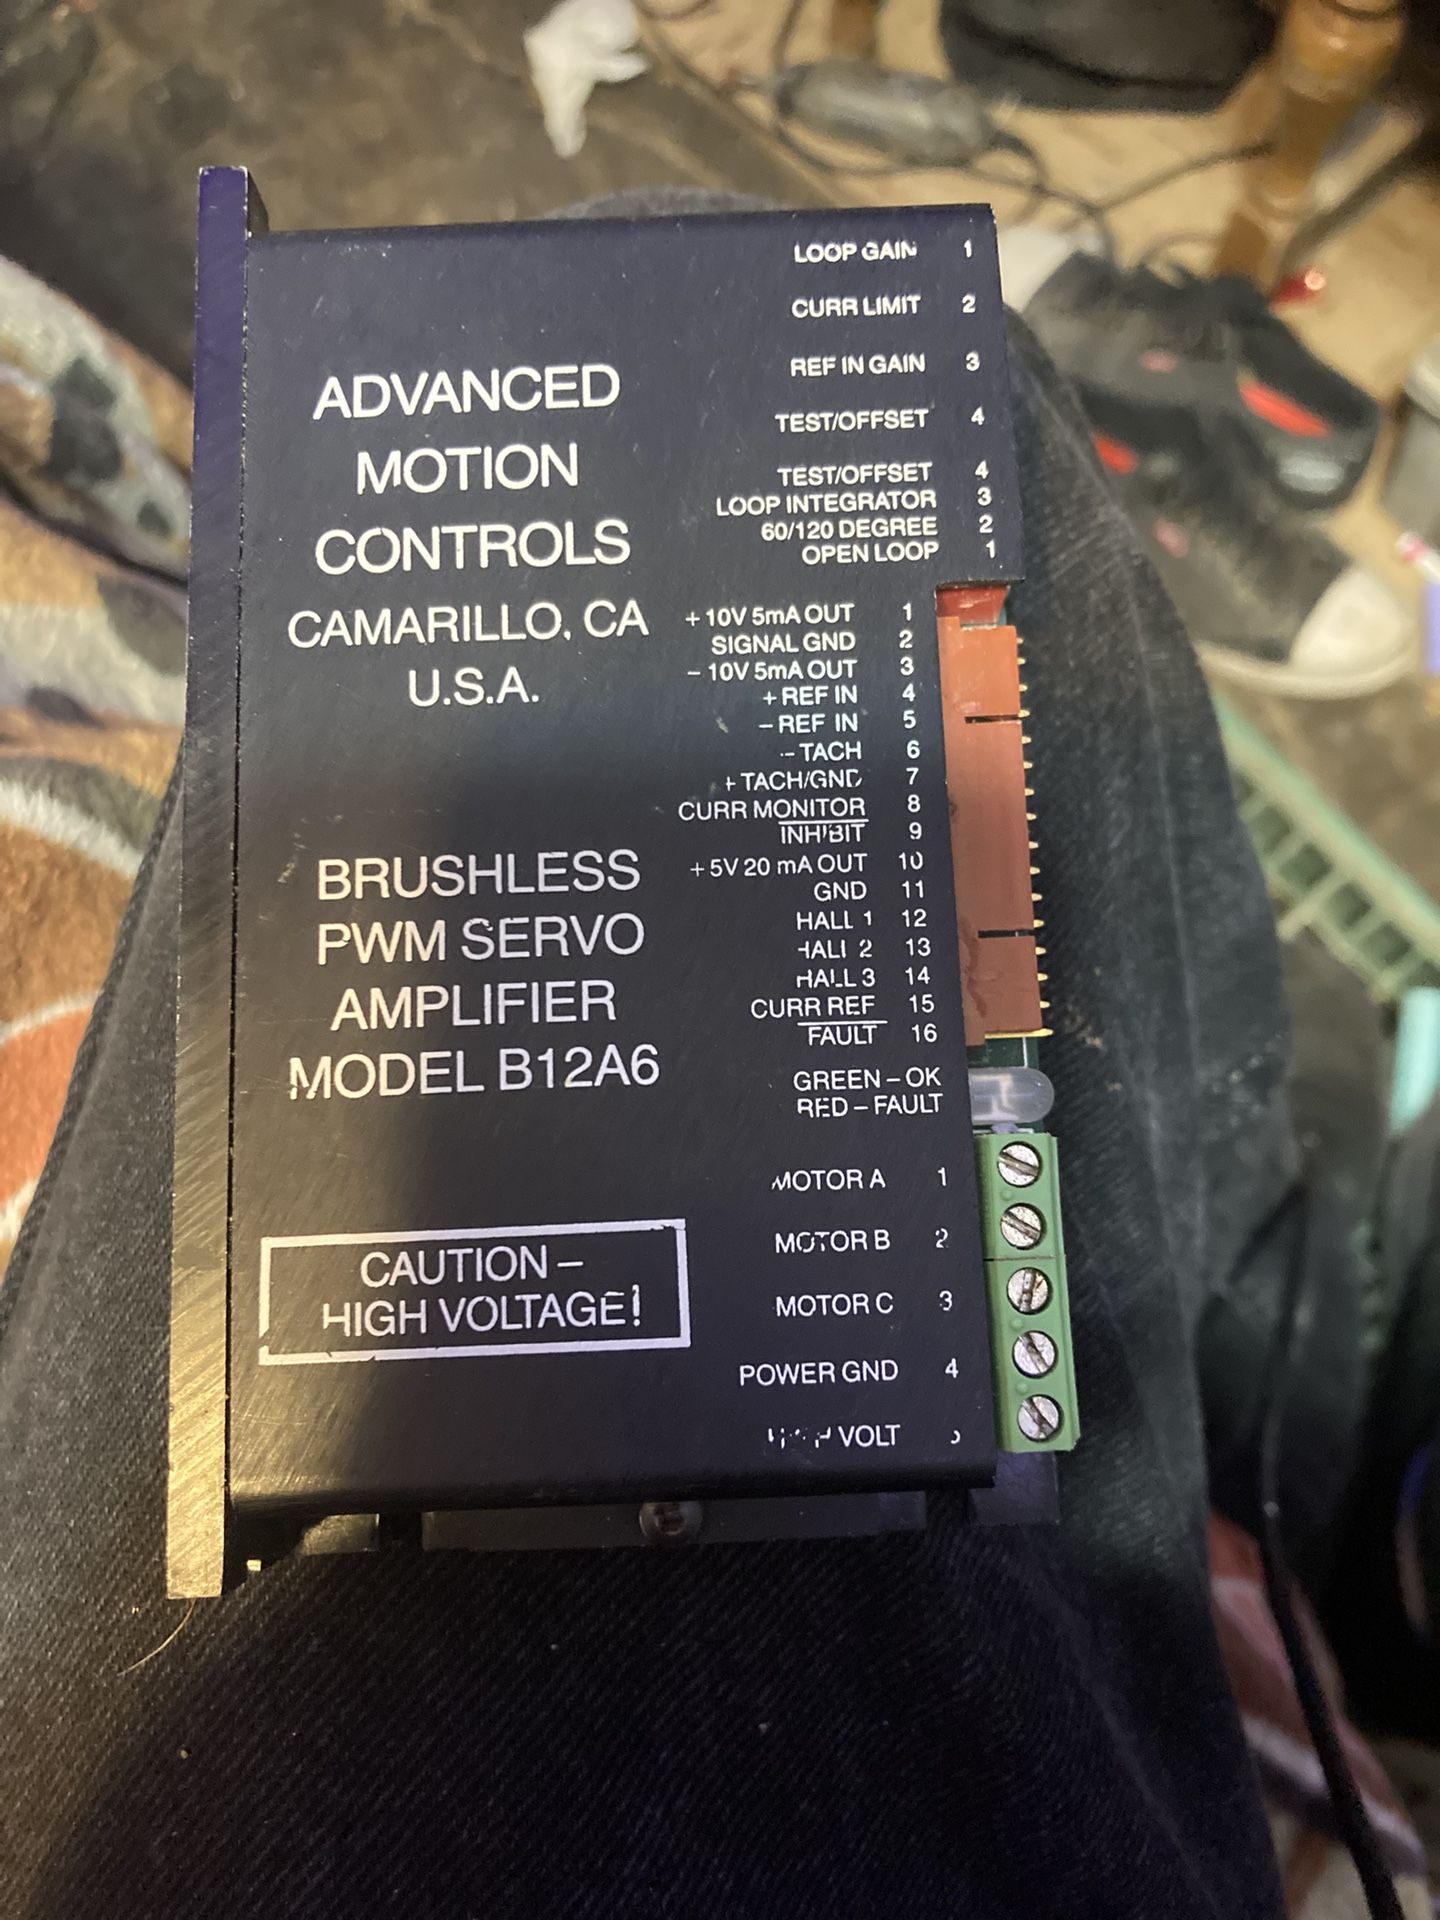 ADVANCED
MOTION
CONTROLS
CAMARILLO, CA
U.S.A.
BRUSHLESS
PWM SERVO
AMPLIFIER
MODEL B12A6
CAUTION –
HIGH VOLTAGE!
LOOP GAIN 1
CURR LIMIT 2
REF IN GAIN 3
TEST/OFFSET 4
TEST/OFFSET 4
LOOP INTEGRATOR 3
60/120 DEGREE 2
OPEN LOOP 1
+ 10V 5mA OUT 1
SIGNAL GND 2
– 10V 5mA OUT 3
+ REF IN 4
– REF IN 5
– TACH 6
+ TACH/GND 7
CURR MONITOR 8
INHIBIT 9
+ 5V 20 mA OUT 10
GND 11
HALL 1 12
HALL 2 13
HALL 3 14
CURR REF 15
FAULT 16
GREEN – OK
RED – FAULT
MOTOR A 1
MOTOR B 2
MOTOR C 3
POWER GND 4
VOLT